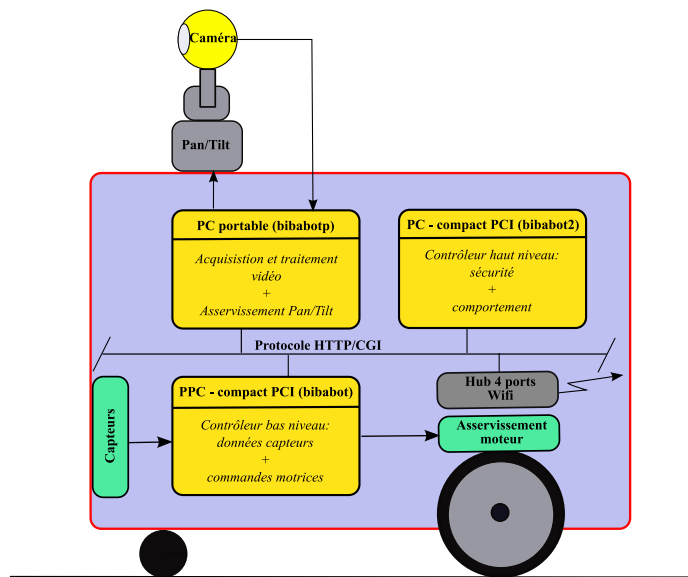 Caméra
Pan/Tilt
PC portable (bibabotp)
Acquisistion et traitement
vidéo
+
Asservissement Pan/Tilt
PC - compact PCI (bibabot2)
Contrôleur haut niveau:
sécurité
+
comportement
Protocole HTTP/CGI
Capteurs
PPC - compact PCI (bibabot)
Contrôleur bas niveau:
données capteurs
+
commandes motrices
Hub 4 ports
Wifi
Asservissement
moteur